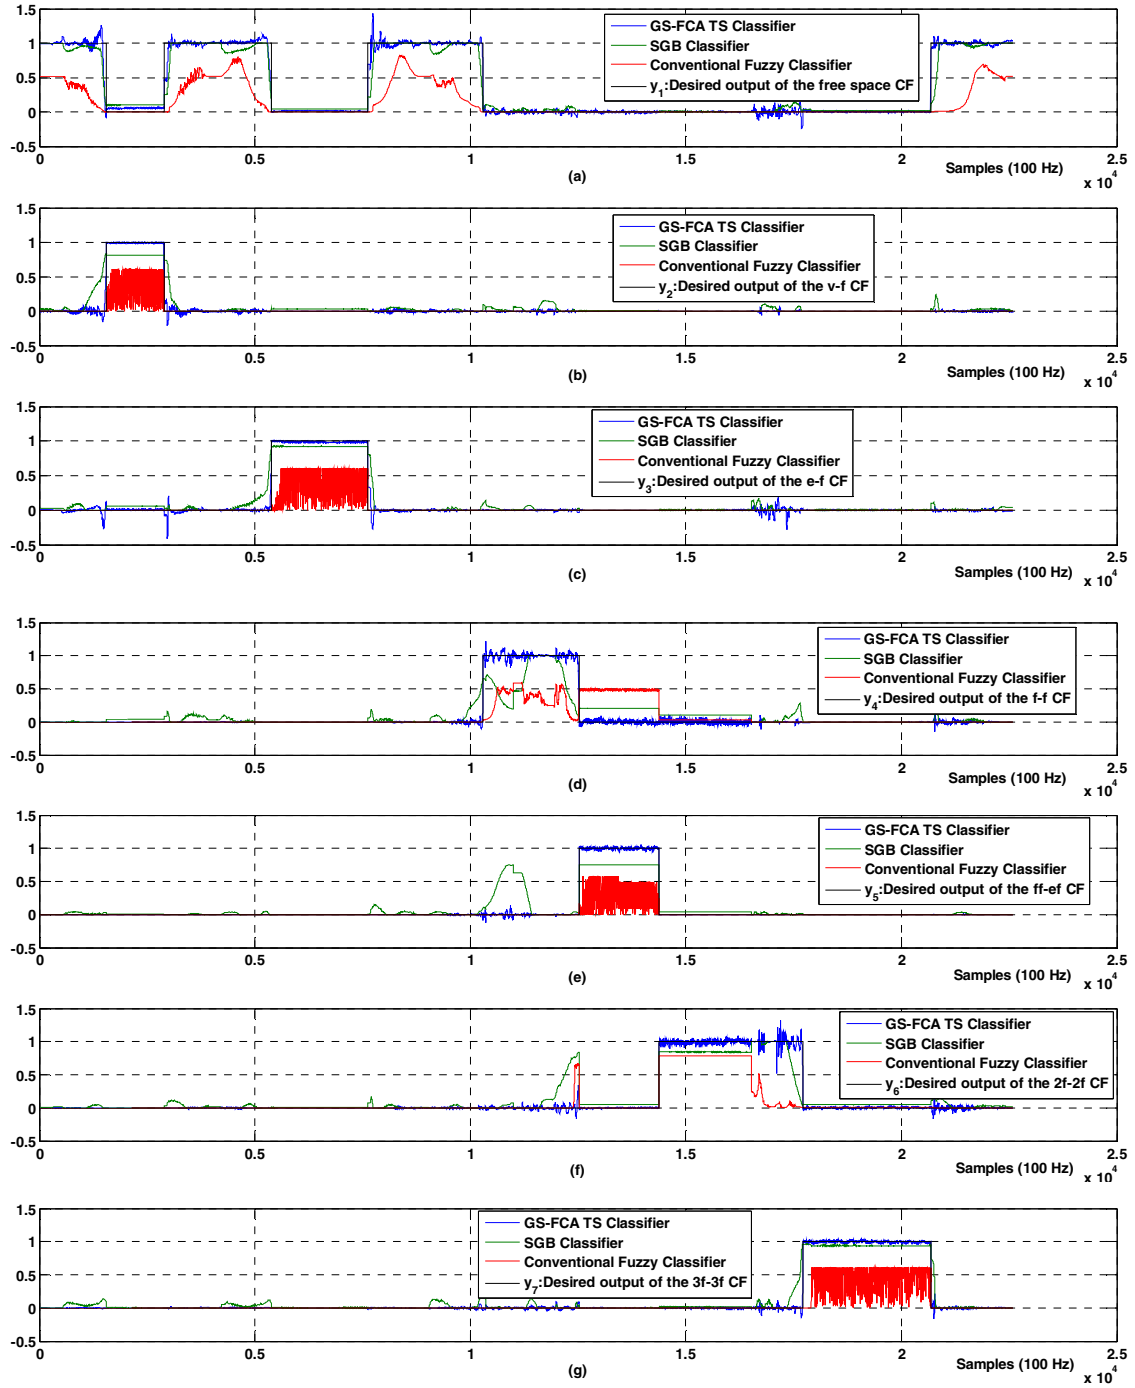 1.5
1
0.5
0
-0.5
GS-FCA TS Classifier
SGB Classifier
Conventional Fuzzy Classifier
y1:Desired output of the free space CF
0 0.5 1 1.5 2 2.5
Samples (100 Hz)
x 10^4
(a)
1.5
1
0.5
0
-0.5
GS-FCA TS Classifier
SGB Classifier
Conventional Fuzzy Classifier
y2:Desired output of the v-f CF
0 0.5 1 1.5 2 2.5
Samples (100 Hz)
x 10^4
(b)
1.5
1
0.5
0
-0.5
GS-FCA TS Classifier
SGB Classifier
Conventional Fuzzy Classifier
y3:Desired output of the e-f CF
0 0.5 1 1.5 2 2.5
Samples (100 Hz)
x 10^4
(c)
1.5
1
0.5
0
-0.5
GS-FCA TS Classifier
SGB Classifier
Conventional Fuzzy Classifier
y4:Desired output of the f-f CF
0 0.5 1 1.5 2 2.5
Samples (100 Hz)
x 10^4
(d)
1.5
1
0.5
0
-0.5
GS-FCA TS Classifier
SGB Classifier
Conventional Fuzzy Classifier
y5:Desired output of the ff-ef CF
0 0.5 1 1.5 2 2.5
Samples (100 Hz)
x 10^4
(e)
1.5
1
0.5
0
-0.5
GS-FCA TS Classifier
SGB Classifier
Conventional Fuzzy Classifier
y6:Desired output of the 2f-2f CF
0 0.5 1 1.5 2 2.5
Samples (100 Hz)
x 10^4
(f)
1.5
1
0.5
0
-0.5
GS-FCA TS Classifier
SGB Classifier
Conventional Fuzzy Classifier
y7:Desired output of the 3f-3f CF
0 0.5 1 1.5 2 2.5
Samples (100 Hz)
x 10^4
(g)